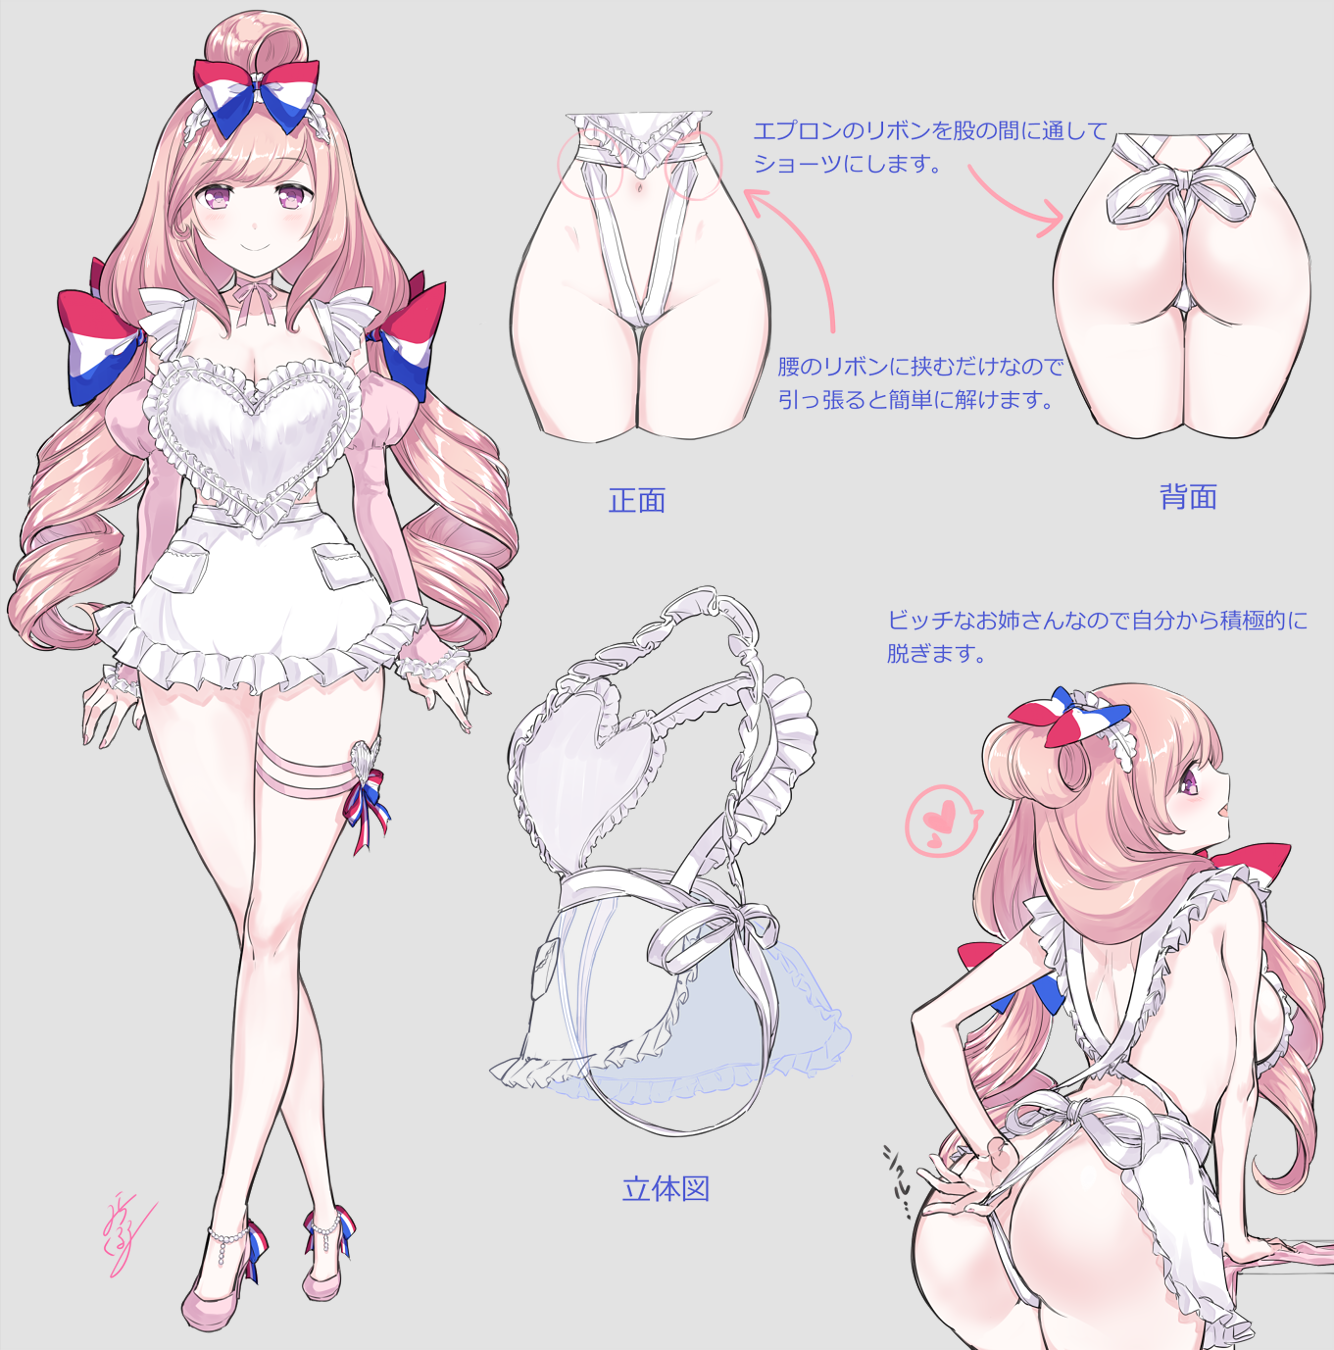 エプロンのリボンを股の間に通して
ショーツにします。
腰のリボンに挟むだけなので
引っ張ると簡単に解けます。
正面
背面
ビッチなお姉さんなので自分から積極的に
脱ぎます。
立体図
シュル…